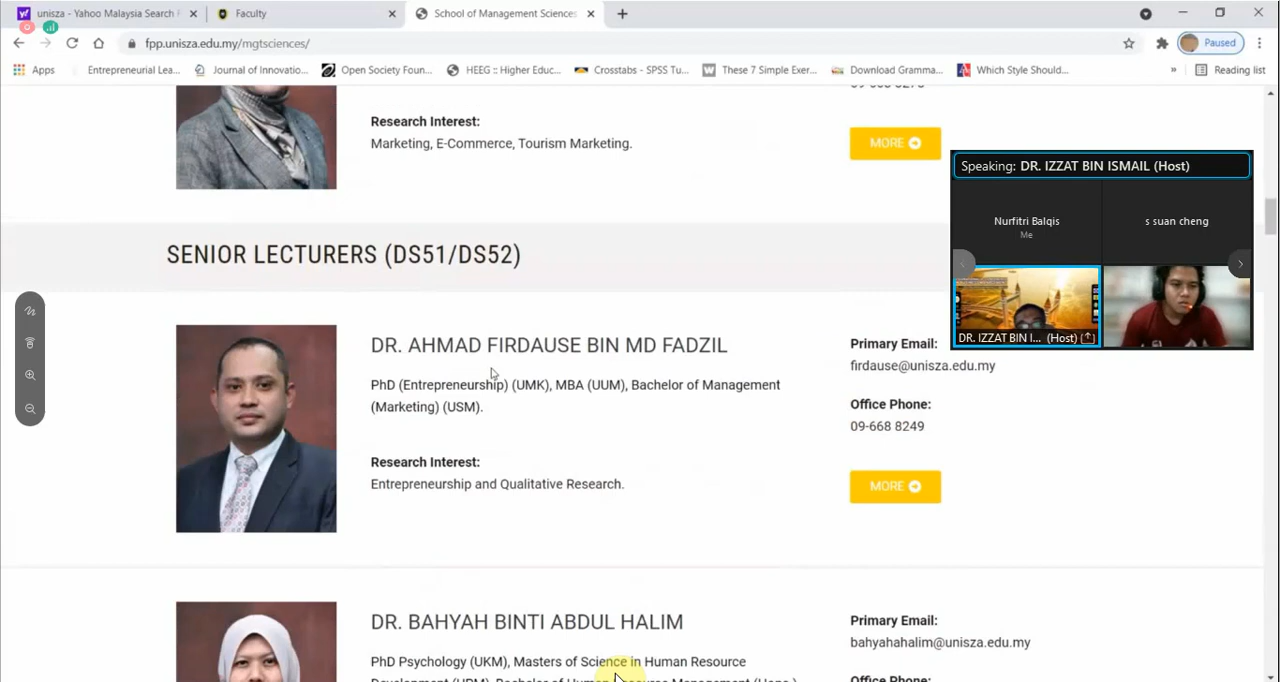 unisza - Yahoo Malaysia Search
Faculty
School of Management Sciences
fpp.unisza.edu.my/mgtsciences/
Paused
Apps
Entrepreneurial Lea...
Journal of Innovatio...
Open Society Foun...
HEEG :: Higher Educ...
Crosstabs - SPSS Tu...
These 7 Simple Exer...
Download Gramma...
Which Style Should...
»
Reading list
Research Interest:
Marketing, E-Commerce, Tourism Marketing.
MORE
Speaking: DR. IZZAT BIN ISMAIL (Host)
Nurfitri Balqis
Me
s suan cheng
DR. IZZAT BIN I... (Host)
SENIOR LECTURERS (DS51/DS52)
DR. AHMAD FIRDAUSE BIN MD FADZIL
PhD (Entrepreneurship) (UMK), MBA (UUM), Bachelor of Management
(Marketing) (USM).
Research Interest:
Entrepreneurship and Qualitative Research.
Primary Email:
firdause@unisza.edu.my
Office Phone:
09-668 8249
MORE
DR. BAHYAH BINTI ABDUL HALIM
PhD Psychology (UKM), Masters of Science in Human Resource
Primary Email:
bahyahahalim@unisza.edu.my
Office Phone: